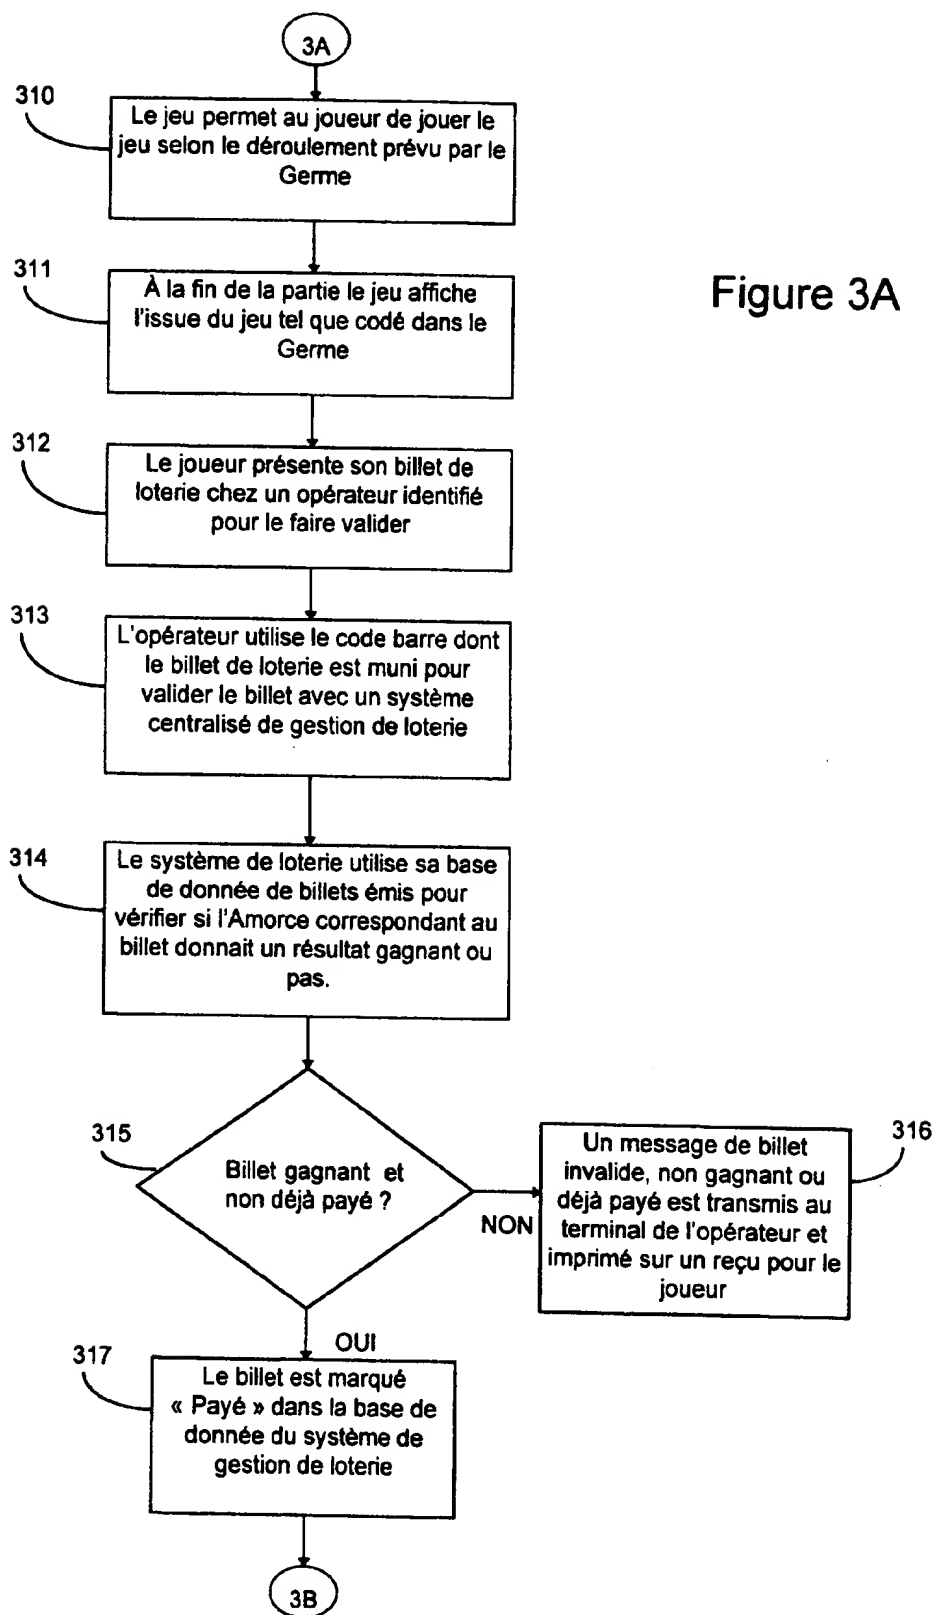 3A
310
Le jeu permet au joueur de jouer le
jeu selon le déroulement prévu par le
Germe
311
À la fin de la partie le jeu affiche
l'issue du jeu tel que codé dans le
Germe
Figure 3A
312
Le joueur présente son billet de
loterie chez un opérateur identifié
pour le faire valider
313
L'opérateur utilise le code barre dont
le billet de loterie est muni pour
valider le billet avec un système
centralisé de gestion de loterie
314
Le système de loterie utilise sa base
de donnée de billets émis pour
vérifier si l'Amorce correspondant au
billet donnait un résultat gagnant ou
pas.
315
Billet gagnant et
non déjà payé ?
NON
316
Un message de billet
invalide, non gagnant ou
déjà payé est transmis au
terminal de l'opérateur et
imprimé sur un reçu pour le
joueur
OUI
317
Le billet est marqué
« Payé » dans la base de
donnée du système de
gestion de loterie
3B